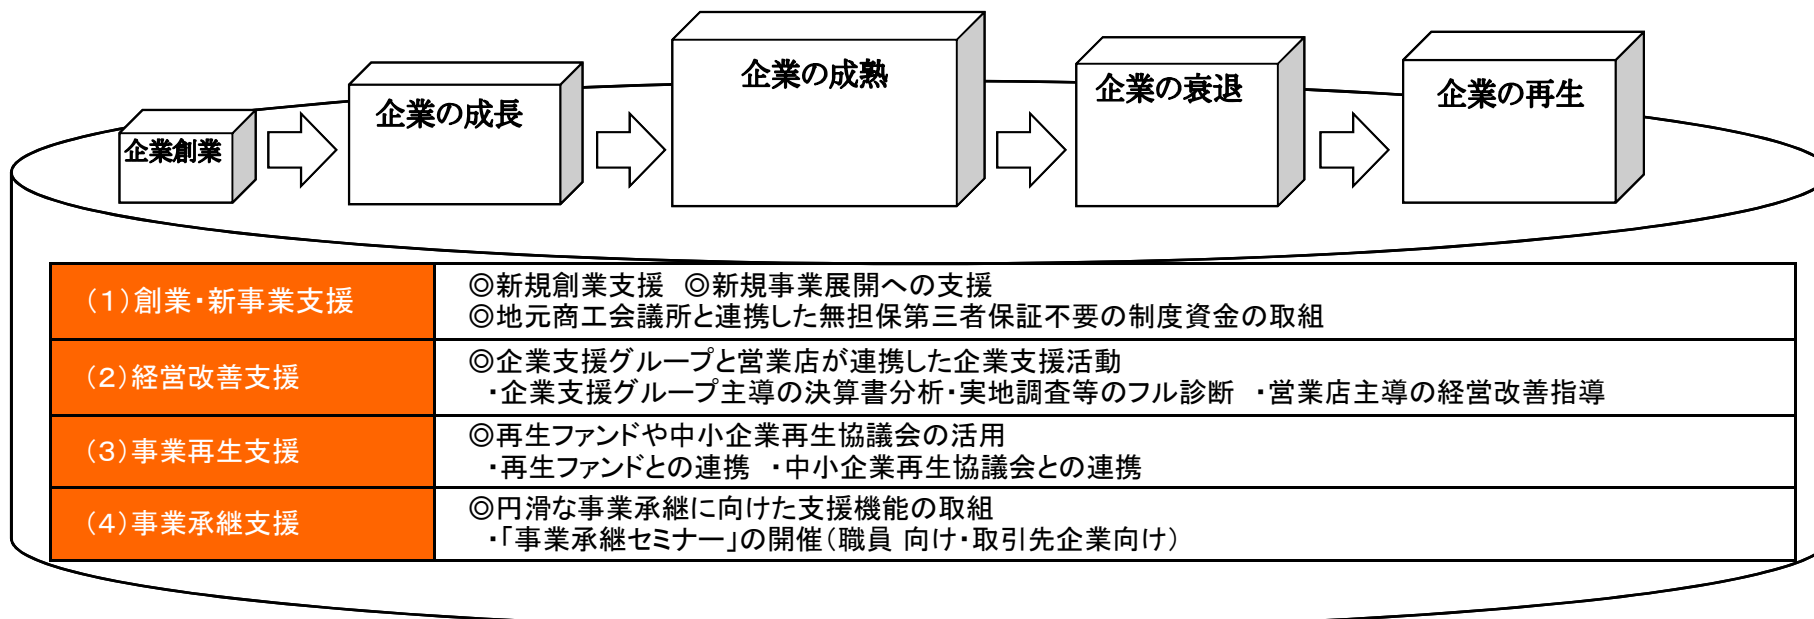 企業創業
企業の成長
企業の成熟
企業の衰退
企業の再生
(1)創業・新事業支援
◎新規創業支援 ◎新規事業展開への支援
◎地元商工会議所と連携した無担保第三者保証不要の制度資金の取組
(2)経営改善支援
◎企業支援グループと営業店が連携した企業支援活動
・企業支援グループ主導の決算書分析・実地調査等のフル診断 ・営業店主導の経営改善指導
(3)事業再生支援
◎再生ファンドや中小企業再生協議会の活用
・再生ファンドとの連携 ・中小企業再生協議会との連携
(4)事業承継支援
◎円滑な事業承継に向けた支援機能の取組
・「事業承継セミナー」の開催(職員 向け・取引先企業向け)